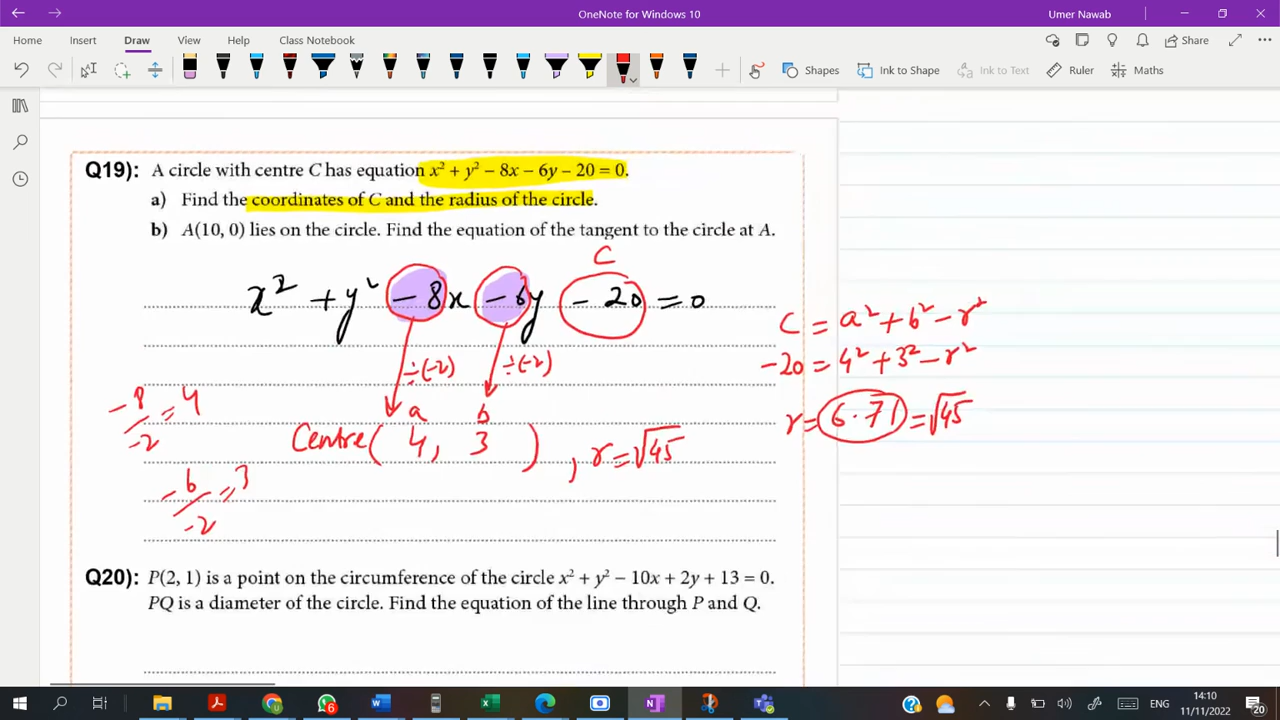 OneNote for Windows 10
Umer Nawab
Home Insert Draw View Help Class Notebook
Share
Shapes Ink to Shape Ink to Text Ruler Maths
Q19): A circle with centre C has equation x² + y² − 8x − 6y − 20 = 0.
a) Find the coordinates of C and the radius of the circle.
b) A(10, 0) lies on the circle. Find the equation of the tangent to the circle at A.
C
x² + y² − 8x − 6y − 20 = 0
÷(-2) ÷(-2)
a b
Centre( 4, 3 ) , r = √45
-8/-2 = 4
-6/-2 = 3
C = a² + b² − r²
-20 = 4² + 3² − r²
r = 6.71 = √45
Q20): P(2, 1) is a point on the circumference of the circle x² + y² − 10x + 2y + 13 = 0.
PQ is a diameter of the circle. Find the equation of the line through P and Q.
6
ENG
14:10
11/11/2022
20